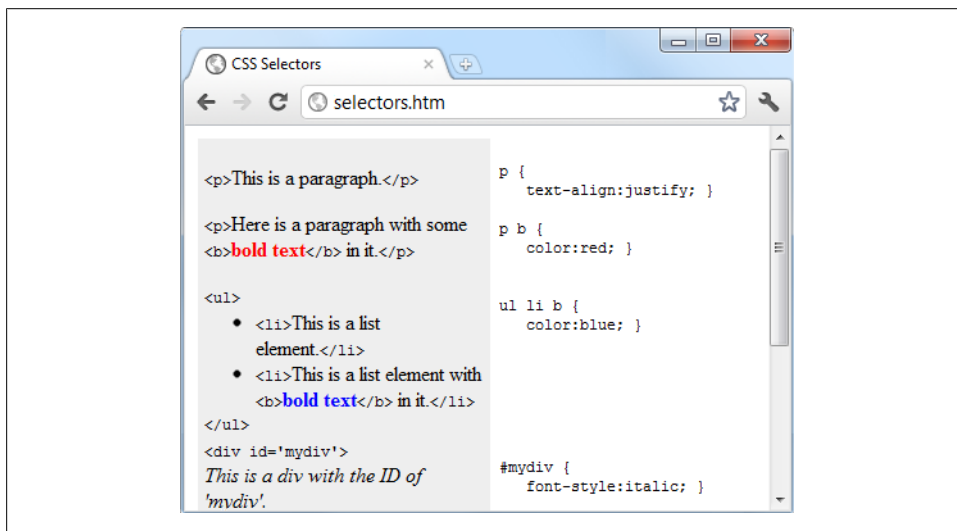 CSS Selectors
selectors.htm
<p>This is a paragraph.</p>
<p>Here is a paragraph with some
<b>bold text</b> in it.</p>
<ul>
• <li>This is a list
element.</li>
• <li>This is a list element with
<b>bold text</b> in it.</li>
</ul>
<div id='mydiv'>
This is a div with the ID of
'mydiv'.
p {
text-align:justify; }
p b {
color:red; }
ul li b {
color:blue; }
#mydiv {
font-style:italic; }